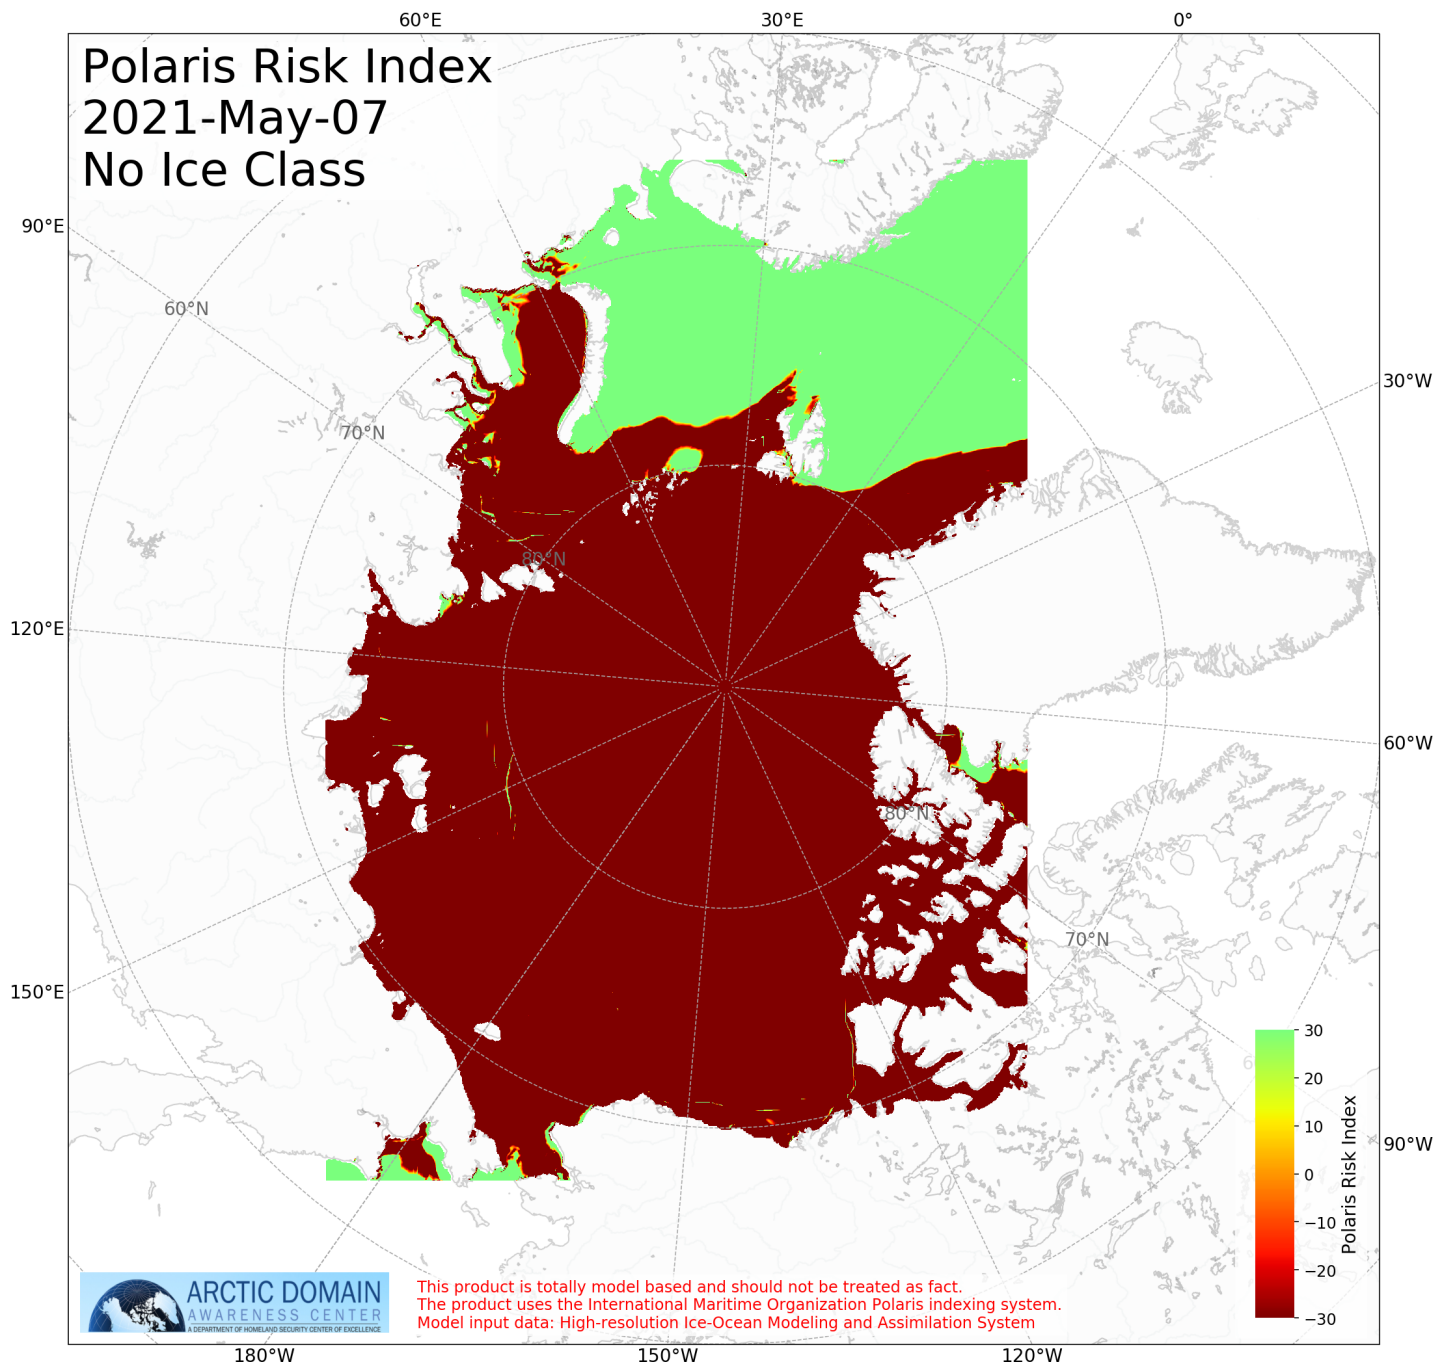 60°E 30°E 0°
Polaris Risk Index
2021-May-07
No Ice Class
90°E
60°N
30°W
70°N
80°N
120°E
60°W
80°N
70°N
150°E
30
20
10
0
−10
−20
−30
Polaris Risk Index
90°W
ARCTIC DOMAIN
AWARENESS CENTER
A DEPARTMENT OF HOMELAND SECURITY CENTER OF EXCELLENCE
This product is totally model based and should not be treated as fact.
The product uses the International Maritime Organization Polaris indexing system.
Model input data: High-resolution Ice-Ocean Modeling and Assimilation System
180°W 150°W 120°W